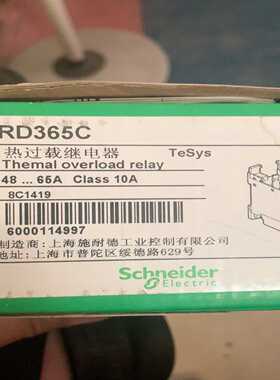 RD365C
热过载继电器 TeSys
Themal overload relay
48 ... 65A Class 10A
8C1419
6000114997
制造商：上海施耐德工业控制有限公司
地址：上海市普陀区绥德路629号
Schneider
Electric